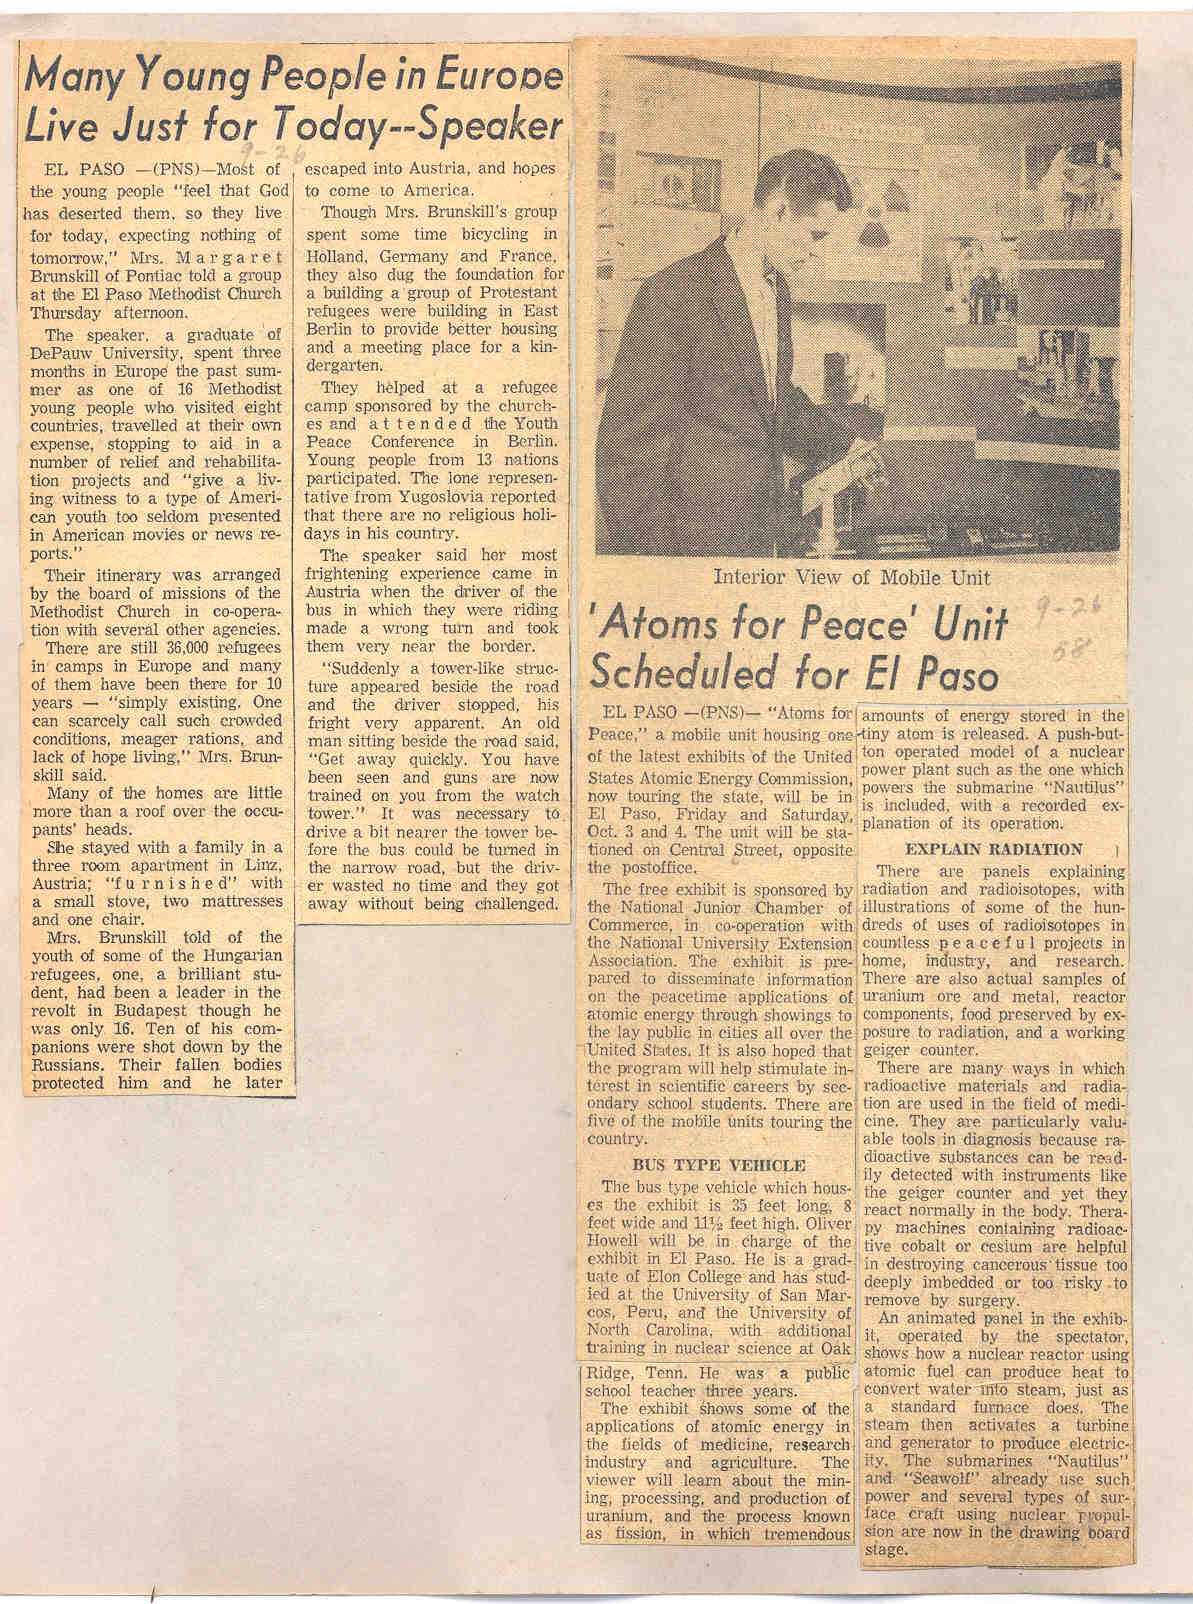 Many Young People in Europe
Live Just for Today--Speaker
9-26
EL PASO —(PNS)—Most of
the young people "feel that God
has deserted them, so they live
for today, expecting nothing of
tomorrow," Mrs. Margaret
Brunskill of Pontiac told a group
at the El Paso Methodist Church
Thursday afternoon.
The speaker, a graduate of
DePauw University, spent three
months in Europe the past sum-
mer as one of 16 Methodist
young people who visited eight
countries, travelled at their own
expense, stopping to aid in a
number of relief and rehabilita-
tion projects and "give a liv-
ing witness to a type of Ameri-
can youth too seldom presented
in American movies or news re-
ports."
Their itinerary was arranged
by the board of missions of the
Methodist Church in co-opera-
tion with several other agencies.
There are still 36,000 refugees
in camps in Europe and many
of them have been there for 10
years — "simply existing. One
can scarcely call such crowded
conditions, meager rations, and
lack of hope living," Mrs. Brun-
skill said.
Many of the homes are little
more than a roof over the occu-
pants' heads.
She stayed with a family in a
three room apartment in Linz,
Austria; "furnished" with
a small stove, two mattresses
and one chair.
Mrs. Brunskill told of the
youth of some of the Hungarian
refugees, one, a brilliant stu-
dent, had been a leader in the
revolt in Budapest though he
was only 16. Ten of his com-
panions were shot down by the
Russians. Their fallen bodies
protected him and he later
escaped into Austria, and hopes
to come to America.
Though Mrs. Brunskill's group
spent some time bicycling in
Holland, Germany and France,
they also dug the foundation for
a building a group of Protestant
refugees were building in East
Berlin to provide better housing
and a meeting place for a kin-
dergarten.
They helped at a refugee
camp sponsored by the church-
es and attended the Youth
Peace Conference in Berlin.
Young people from 13 nations
participated. The lone represen-
tative from Yugoslovia reported
that there are no religious holi-
days in his country.
The speaker said her most
frightening experience came in
Austria when the driver of the
bus in which they were riding
made a wrong turn and took
them very near the border.
"Suddenly a tower-like struc-
ture appeared beside the road
and the driver stopped, his
fright very apparent. An old
man sitting beside the road said,
"Get away quickly. You have
been seen and guns are now
trained on you from the watch
tower." It was necessary to
drive a bit nearer the tower be-
fore the bus could be turned in
the narrow road, but the driv-
er wasted no time and they got
away without being challenged.
Interior View of Mobile Unit
'Atoms for Peace' Unit
Scheduled for El Paso
9-26
58
EL PASO —(PNS)— "Atoms for
Peace," a mobile unit housing one
of the latest exhibits of the United
States Atomic Energy Commission,
now touring the state, will be in
El Paso, Friday and Saturday,
Oct. 3 and 4. The unit will be sta-
tioned on Central Street, opposite
the postoffice.
The free exhibit is sponsored by
the National Junior Chamber of
Commerce, in co-operation with
the National University Extension
Association. The exhibit is pre-
pared to disseminate information
on the peacetime applications of
atomic energy through showings to
the lay public in cities all over the
United States. It is also hoped that
the program will help stimulate in-
terest in scientific careers by sec-
ondary school students. There are
five of the mobile units touring the
country.
BUS TYPE VEHICLE
The bus type vehicle which hous-
es the exhibit is 35 feet long, 8
feet wide and 11½ feet high. Oliver
Howell will be in charge of the
exhibit in El Paso. He is a grad-
uate of Elon College and has stud-
ied at the University of San Mar-
cos, Peru, and the University of
North Carolina, with additional
training in nuclear science at Oak
Ridge, Tenn. He was a public
school teacher three years.
The exhibit shows some of the
applications of atomic energy in
the fields of medicine, research
industry and agriculture. The
viewer will learn about the min-
ing, processing, and production of
uranium, and the process known
as fission, in which tremendous
amounts of energy stored in the
tiny atom is released. A push-but-
ton operated model of a nuclear
power plant such as the one which
powers the submarine "Nautilus"
is included, with a recorded ex-
planation of its operation.
EXPLAIN RADIATION
There are panels explaining
radiation and radioisotopes, with
illustrations of some of the hun-
dreds of uses of radioisotopes in
countless peaceful projects in
home, industry, and research.
There are also actual samples of
uranium ore and metal, reactor
components, food preserved by ex-
posure to radiation, and a working
geiger counter.
There are many ways in which
radioactive materials and radia-
tion are used in the field of medi-
cine. They are particularly valu-
able tools in diagnosis because ra-
dioactive substances can be read-
ily detected with instruments like
the geiger counter and yet they
react normally in the body. Thera-
py machines containing radioac-
tive cobalt or cesium are helpful
in destroying cancerous tissue too
deeply imbedded or too risky to
remove by surgery.
An animated panel in the exhib-
it, operated by the spectator,
shows how a nuclear reactor using
atomic fuel can produce heat to
convert water into steam, just as
a standard furnace does. The
steam then activates a turbine
and generator to produce electric-
ity. The submarines "Nautilus"
and "Seawolf" already use such
power and several types of sur-
face craft using nuclear propul-
sion are now in the drawing board
stage.